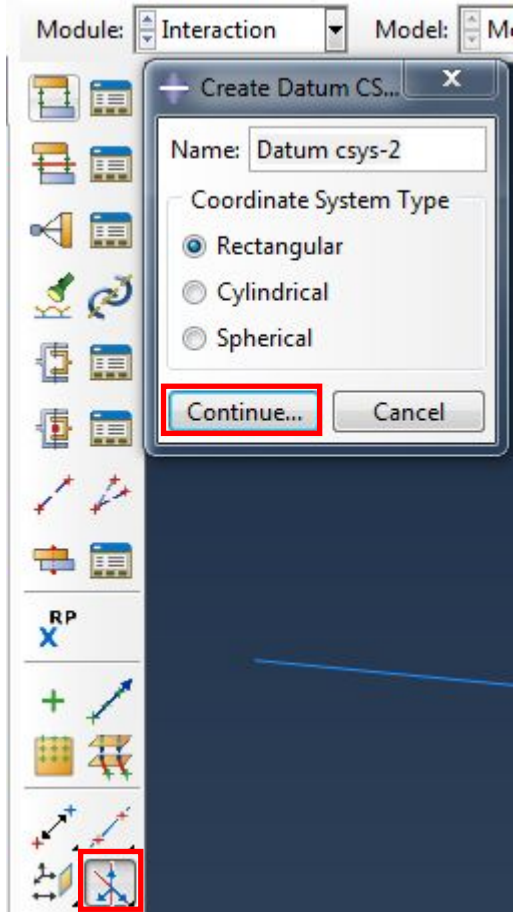 Module: Interaction Model: M
Create Datum CS... X
Name: Datum csys-2
Coordinate System Type
Rectangular
Cylindrical
Spherical
Continue... Cancel
RP